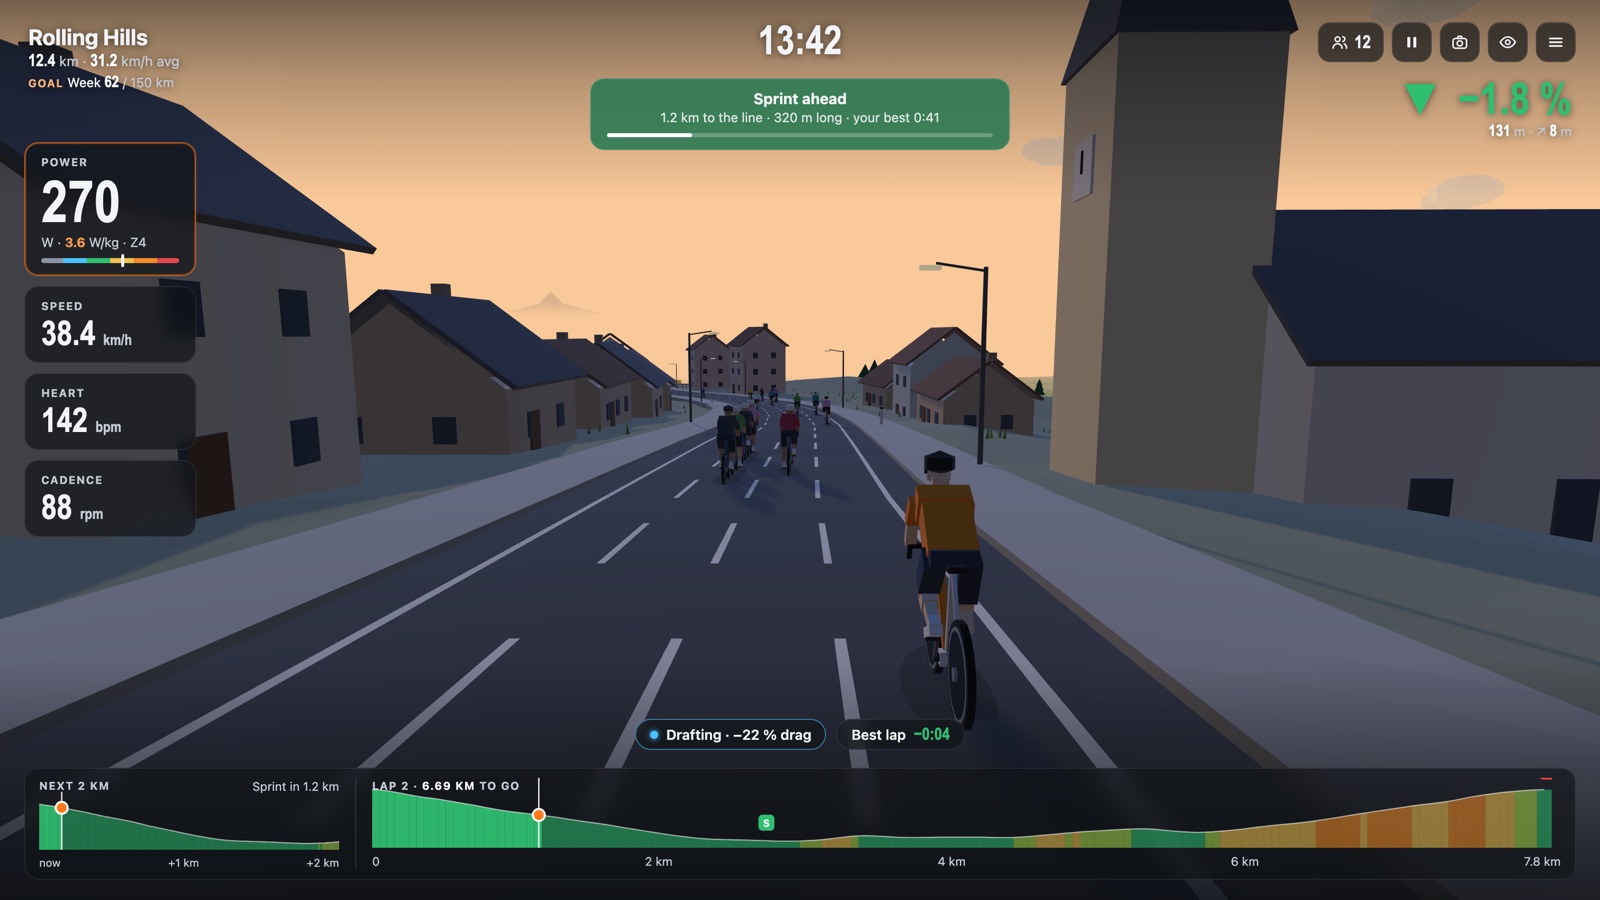 Rolling Hills
12.4 km · 31.2 km/h avg
GOAL Week 62 / 150 km
13:42
12
Sprint ahead
1.2 km to the line · 320 m long · your best 0:41
−1.8 %
131 m · ↗ 8 m
POWER
270
W · 3.6 W/kg · Z4
SPEED
38.4 km/h
HEART
142 bpm
CADENCE
88 rpm
Drafting · −22 % drag
Best lap −0:04
NEXT 2 KM
Sprint in 1.2 km
now
+1 km
+2 km
LAP 2 · 6.69 KM TO GO
S
0
2 km
4 km
6 km
7.8 km